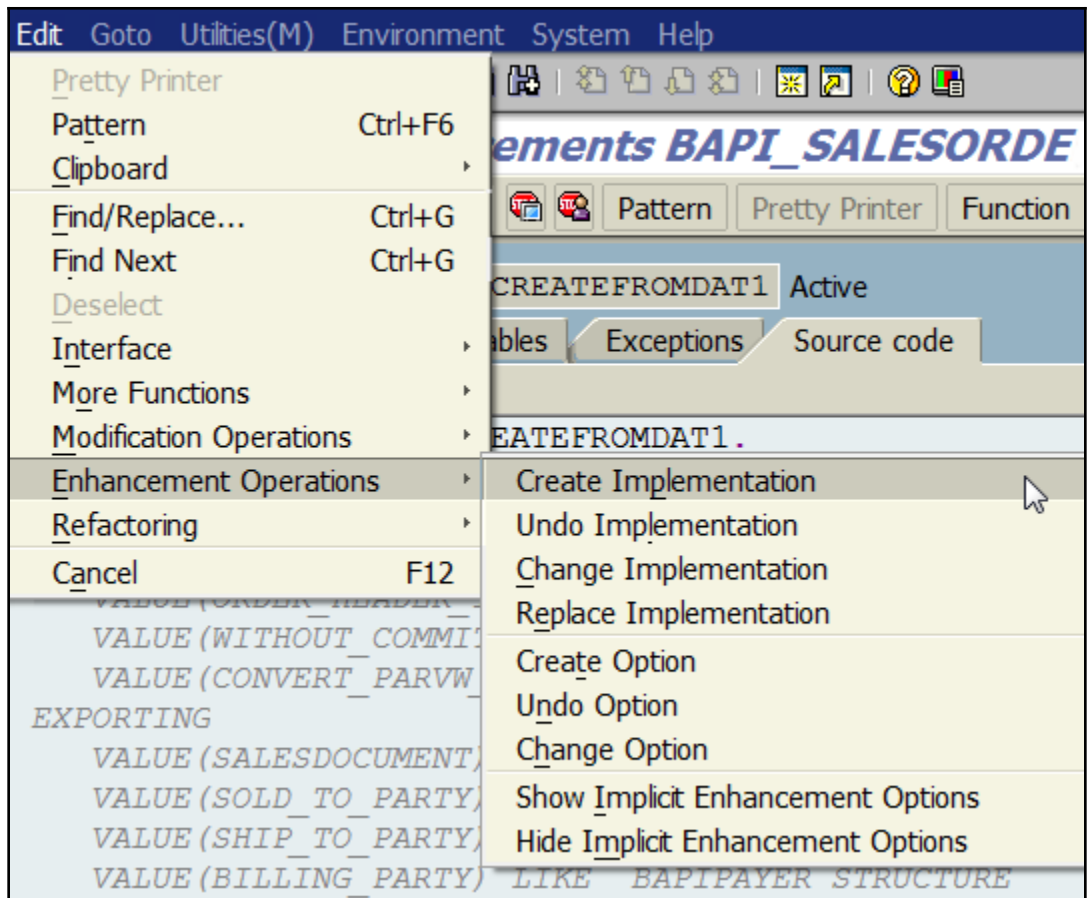 Edit Goto Utilities(M) Environment System Help
Pretty Printer
Pattern Ctrl+F6
Clipboard
Find/Replace... Ctrl+G
Find Next Ctrl+G
Deselect
Interface
More Functions
Modification Operations
Enhancement Operations
Refactoring
Cancel F12
ements BAPI_SALESORDE
Pattern Pretty Printer Function
CREATEFROMDAT1 Active
ables Exceptions Source code
EATEFROMDAT1.
Create Implementation
Undo Implementation
Change Implementation
Replace Implementation
Create Option
Undo Option
Change Option
Show Implicit Enhancement Options
Hide Implicit Enhancement Options
VALUE(ORDER_HEADER_
VALUE(WITHOUT_COMMIT
VALUE(CONVERT_PARVW_
EXPORTING
VALUE(SALESDOCUMENT)
VALUE(SOLD_TO_PARTY)
VALUE(SHIP_TO_PARTY)
VALUE(BILLING_PARTY) LIKE BAPIPAYER STRUCTURE